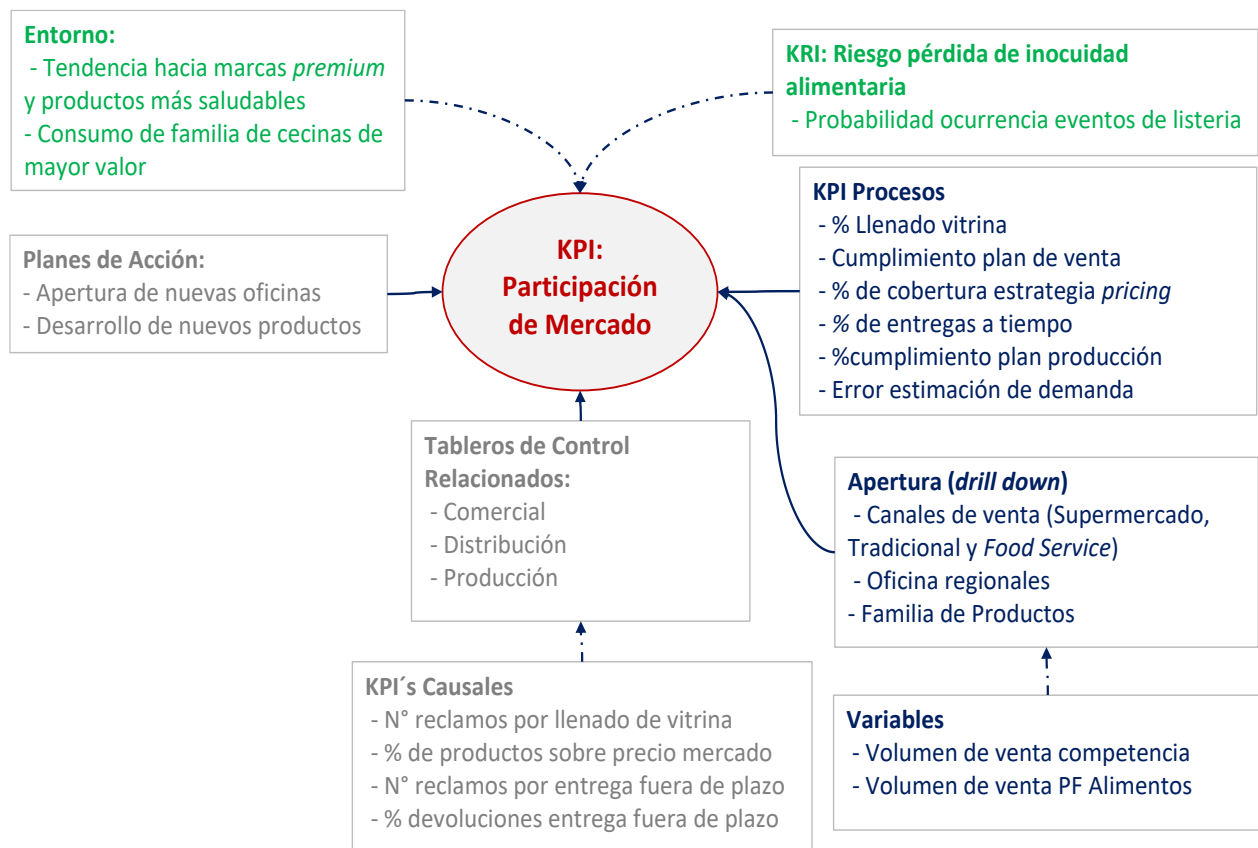 Entorno:
- Tendencia hacia marcas premium
y productos más saludables
- Consumo de familia de cecinas de
mayor valor
KRI: Riesgo pérdida de inocuidad
alimentaria
- Probabilidad ocurrencia eventos de listeria
KPI Procesos
- % Llenado vitrina
- Cumplimiento plan de venta
- % de cobertura estrategia pricing
- % de entregas a tiempo
- %cumplimiento plan producción
- Error estimación de demanda
Planes de Acción:
- Apertura de nuevas oficinas
- Desarrollo de nuevos productos
KPI:
Participación
de Mercado
Tableros de Control
Relacionados:
- Comercial
- Distribución
- Producción
Apertura (drill down)
- Canales de venta (Supermercado,
Tradicional y Food Service)
- Oficina regionales
- Familia de Productos
KPI´s Causales
- N° reclamos por llenado de vitrina
- % de productos sobre precio mercado
- N° reclamos por entrega fuera de plazo
- % devoluciones entrega fuera de plazo
Variables
- Volumen de venta competencia
- Volumen de venta PF Alimentos